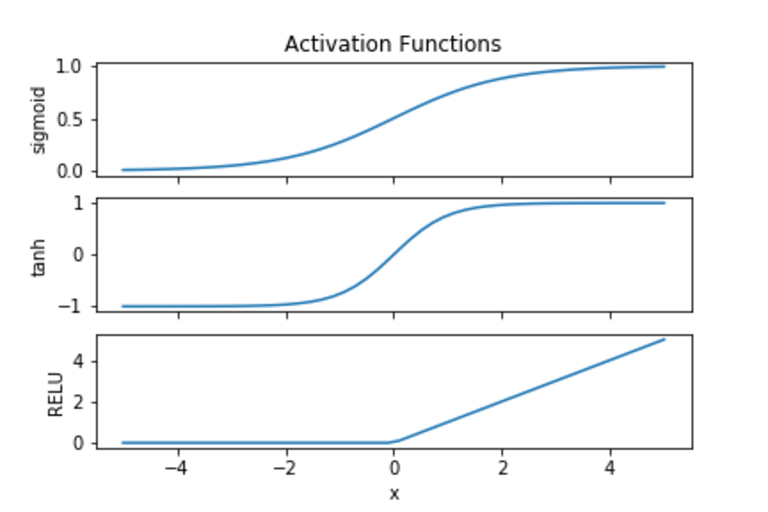 Activation Functions
1.0
0.5
0.0
sigmoid
1
0
−1
tanh
4
2
0
RELU
−4 −2 0 2 4
x